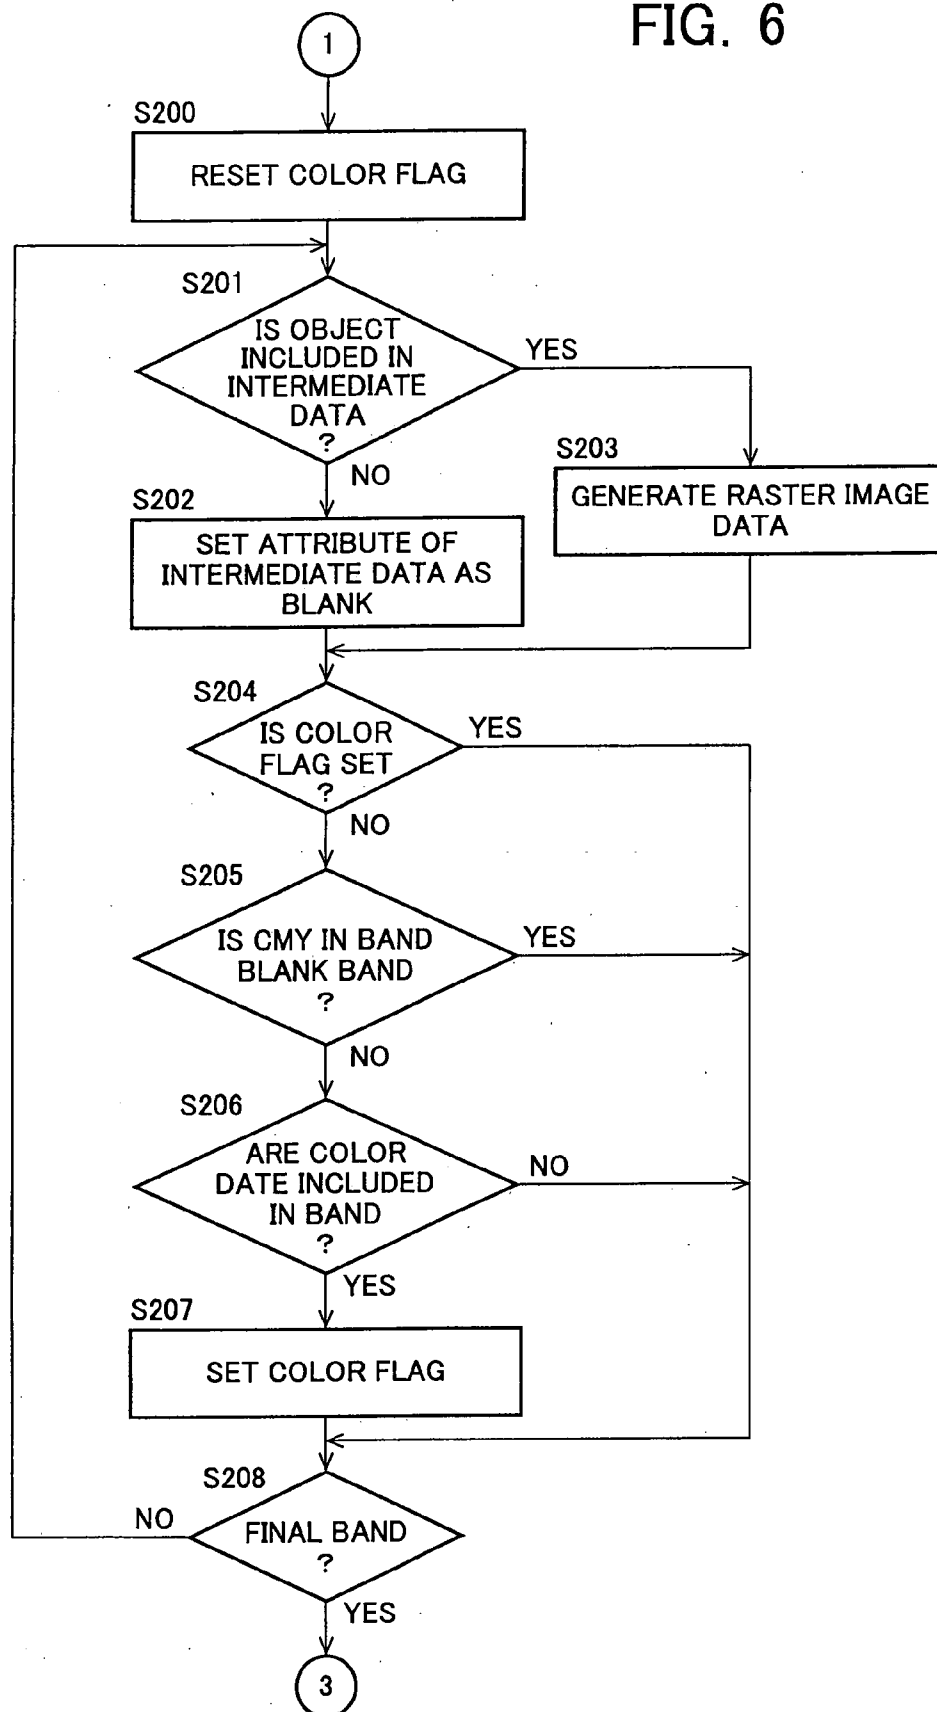 FIG. 6
1
S200
RESET COLOR FLAG
S201
IS OBJECT
INCLUDED IN
INTERMEDIATE
DATA
?
YES
NO
S203
GENERATE RASTER IMAGE
DATA
S202
SET ATTRIBUTE OF
INTERMEDIATE DATA AS
BLANK
S204
IS COLOR
FLAG SET
?
YES
NO
S205
IS CMY IN BAND
BLANK BAND
?
YES
NO
S206
ARE COLOR
DATE INCLUDED
IN BAND
?
NO
YES
S207
SET COLOR FLAG
S208
FINAL BAND
?
NO
YES
3